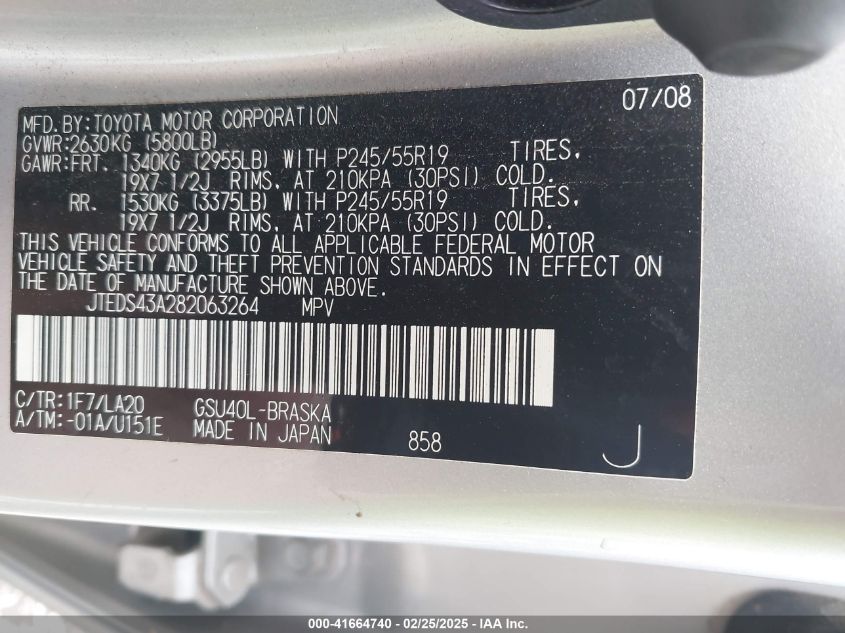 07/08
MFD.BY:TOYOTA MOTOR CORPORATION
GVWR:2630KG (5800LB)
GAWR:FRT. 1340KG (2955LB) WITH P245/55R19 TIRES,
19X7 1/2J RIMS, AT 210KPA (30PSI) COLD.
RR. 1530KG (3375LB) WITH P245/55R19 TIRES,
19X7 1/2J RIMS, AT 210KPA (30PSI) COLD.
THIS VEHICLE CONFORMS TO ALL APPLICABLE FEDERAL MOTOR
VEHICLE SAFETY AND THEFT PREVENTION STANDARDS IN EFFECT ON
THE DATE OF MANUFACTURE SHOWN ABOVE.
JTEDS43A282063264 MPV
C/TR:1F7/LA20 GSU40L-BRASKA
A/TM:-01A/U151E MADE IN JAPAN 858 J
000-41664740 - 02/25/2025 - IAA Inc.